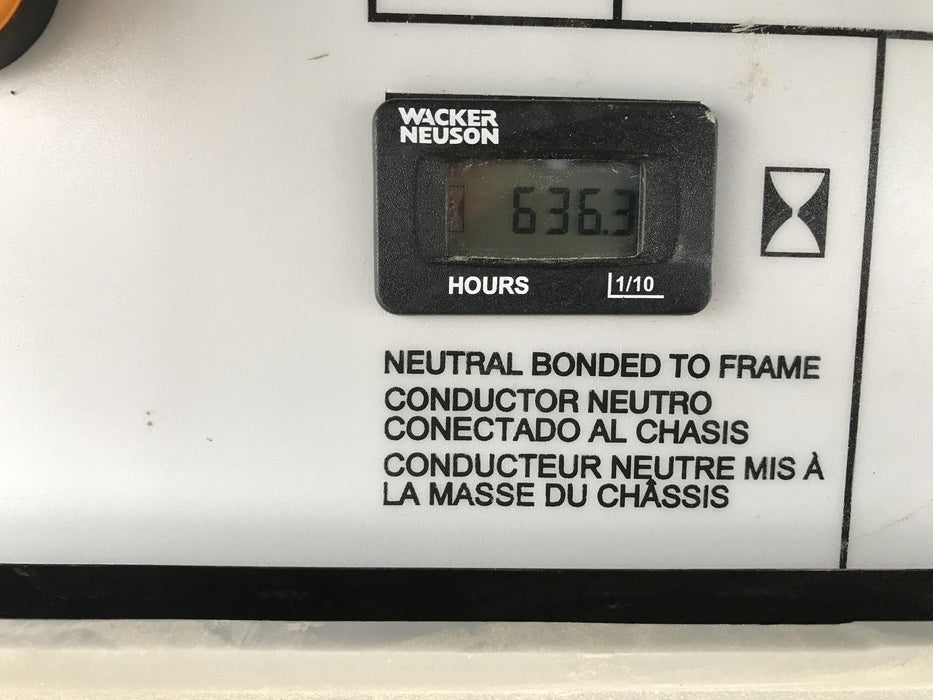 WACKER
NEUSON
636.3
HOURS 1/10
NEUTRAL BONDED TO FRAME
CONDUCTOR NEUTRO
CONECTADO AL CHASIS
CONDUCTEUR NEUTRE MIS À
LA MASSE DU CHÂSSIS